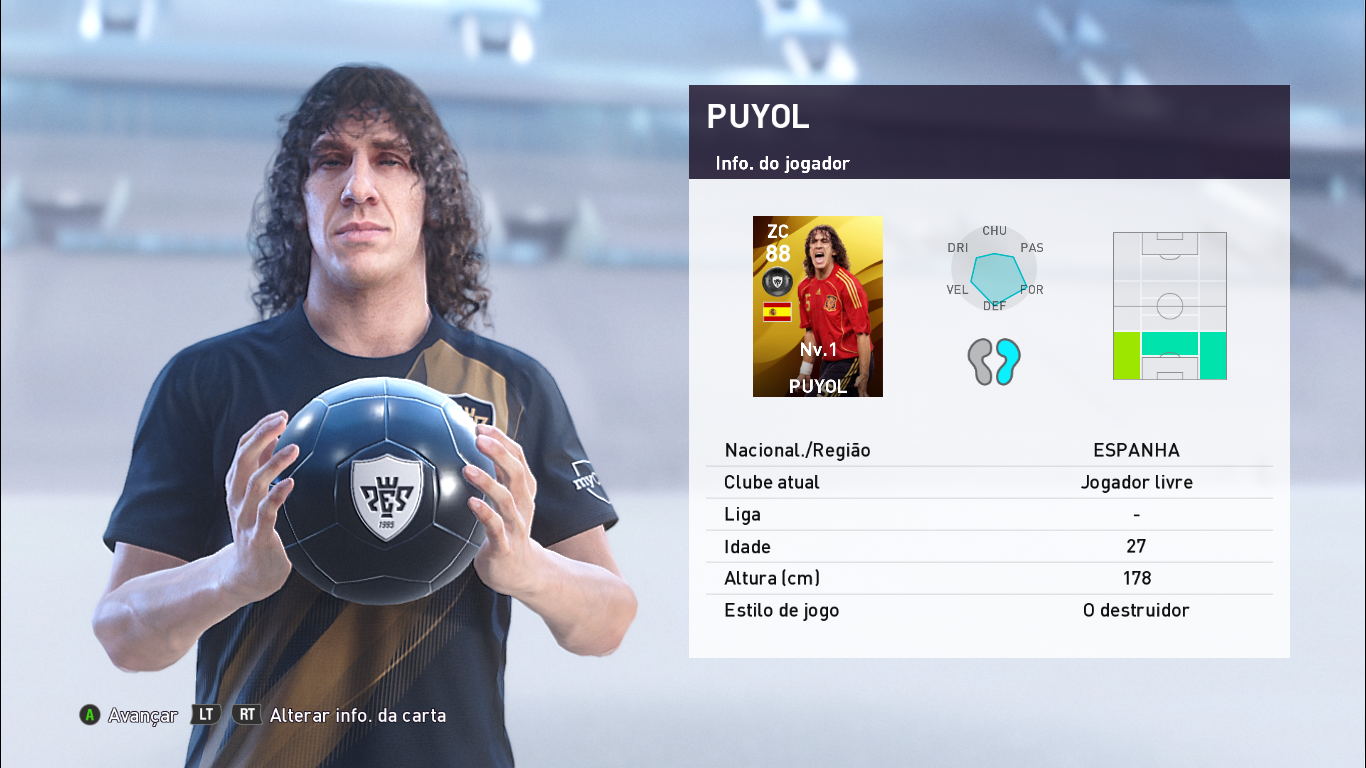 PUYOL
Info. do jogador
ZC
88
Nv.1
PUYOL
CHU
DRI
PAS
VEL
FOR
DEF
Nacional./Região ESPANHA
Clube atual Jogador livre
Liga -
Idade 27
Altura (cm) 178
Estilo de jogo O destruidor
PES
1995
A Avançar LT RT Alterar info. da carta